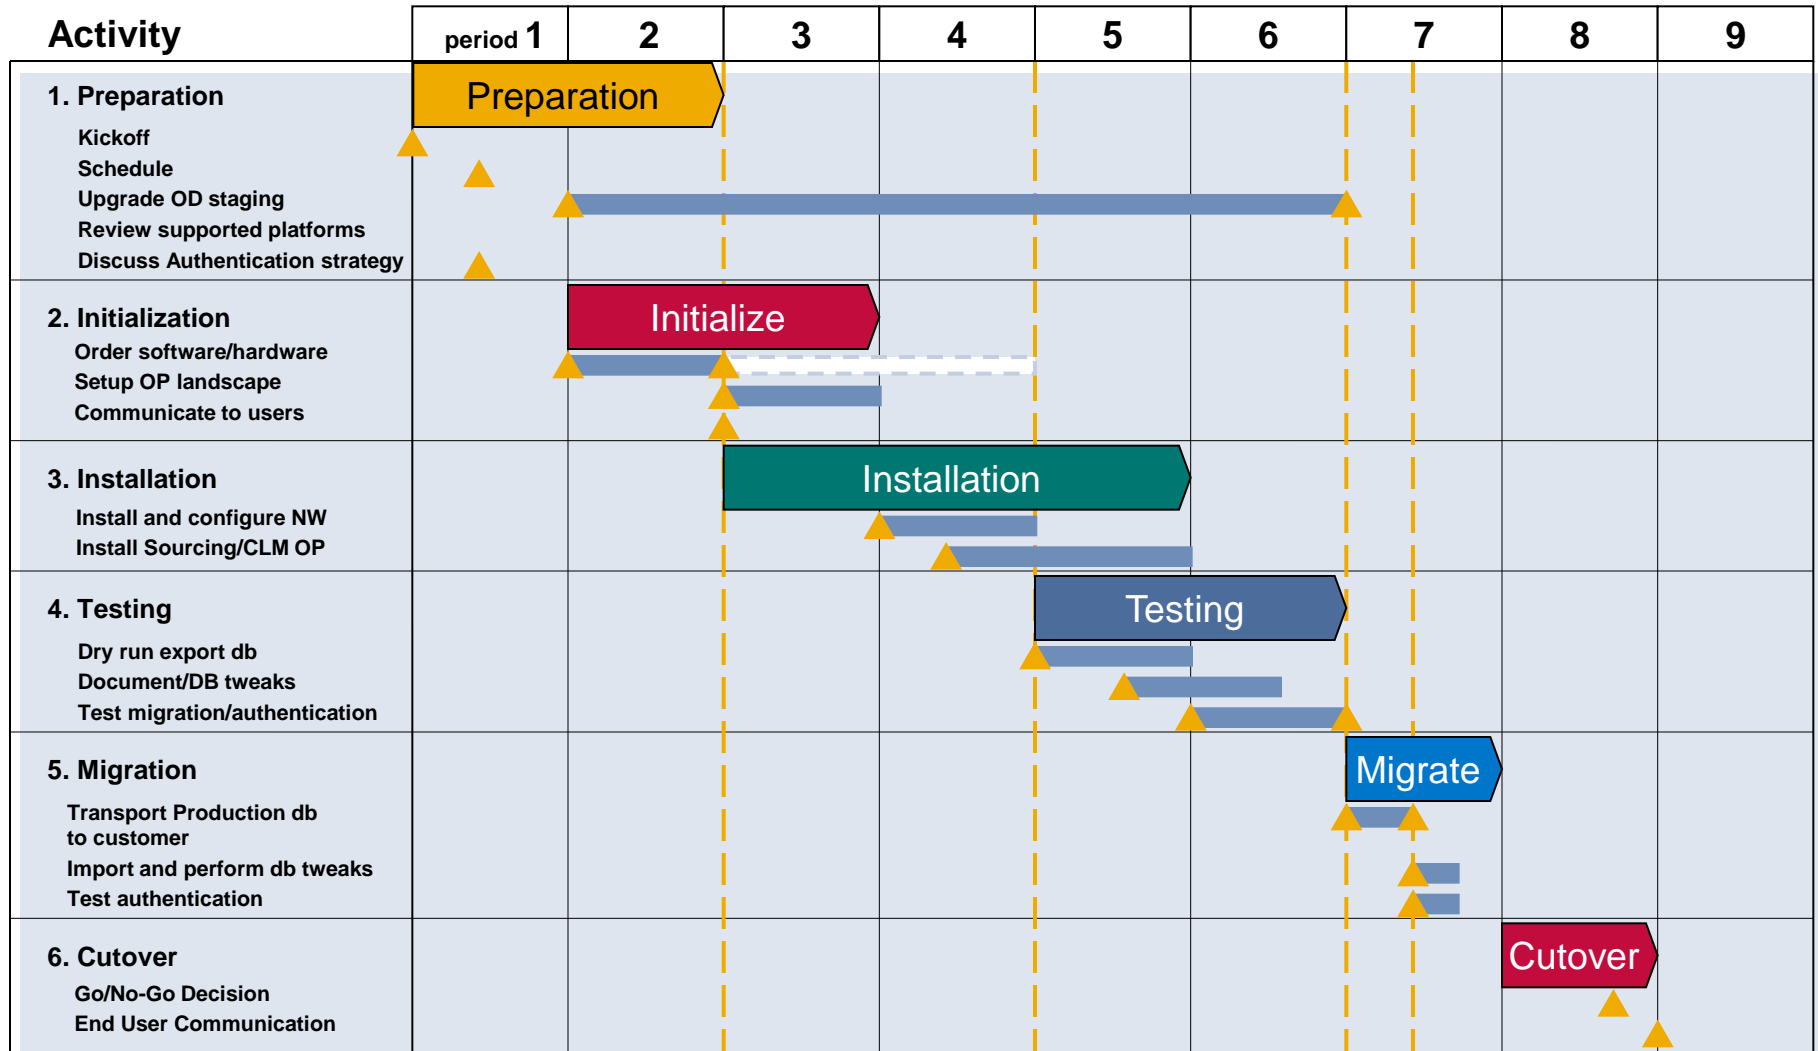 Activity period 1 2 3 4 5 6 7 8 9
1. Preparation Preparation
Kickoff
Schedule
Upgrade OD staging
Review supported platforms
Discuss Authentication strategy
2. Initialization Initialize
Order software/hardware
Setup OP landscape
Communicate to users
3. Installation Installation
Install and configure NW
Install Sourcing/CLM OP
4. Testing Testing
Dry run export db
Document/DB tweaks
Test migration/authentication
5. Migration Migrate
Transport Production db
to customer
Import and perform db tweaks
Test authentication
6. Cutover Cutover
Go/No-Go Decision
End User Communication